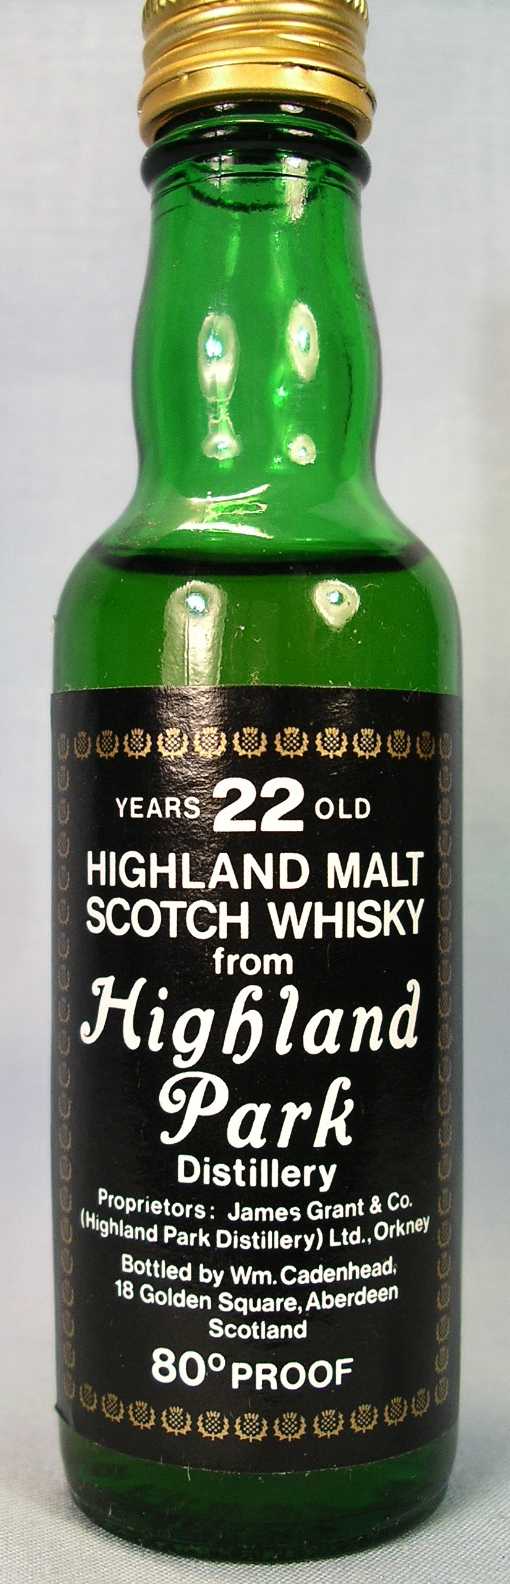 YEARS 22 OLD
HIGHLAND MALT
SCOTCH WHISKY
from
Highland
Park
Distillery
Proprietors: James Grant & Co.
(Highland Park Distillery) Ltd., Orkney
Bottled by Wm. Cadenhead,
18 Golden Square, Aberdeen
Scotland
80° PROOF